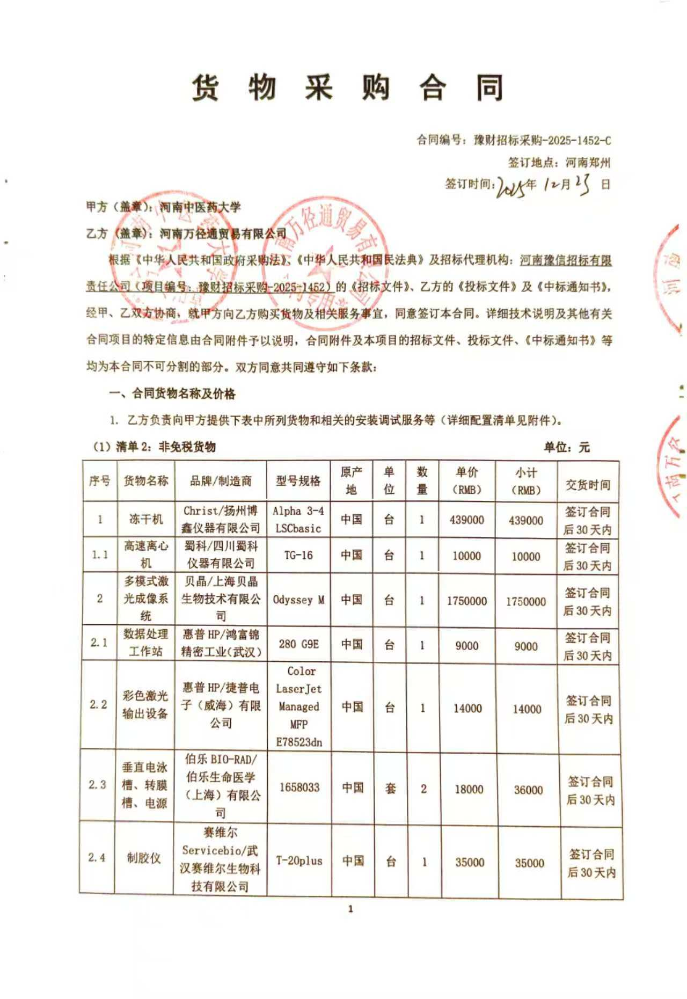 货物采购合同
合同编号：豫财招标采购-2025-1452-C
签订地点：河南郑州
签订时间：2025年12月23日
甲方（盖章）：河南中医药大学
乙方（盖章）：河南万径通贸易有限公司
根据《中华人民共和国政府采购法》、《中华人民共和国民法典》及招标代理机构：河南豫信招标有限
责任公司（项目编号：豫财招标采购-2025-1452）的《招标文件》、乙方的《投标文件》及《中标通知书》，
经甲、乙双方协商，就甲方向乙方购买货物及相关服务事宜，同意签订本合同。详细技术说明及其他有关
合同项目的特定信息由合同附件予以说明，合同附件及本项目的招标文件、投标文件、《中标通知书》等
均为本合同不可分割的部分。双方同意共同遵守如下条款：
一、合同货物名称及价格
1. 乙方负责向甲方提供下表中所列货物和相关的安装调试服务等（详细配置清单见附件）。
（1）清单2：非免税货物 单位：元
序号 货物名称 品牌/制造商 型号规格 原产地 单位 数量 单价（RMB） 小计（RMB） 交货时间
1 冻干机 Christ/扬州博鑫仪器有限公司 Alpha 3-4 LSCbasic 中国 台 1 439000 439000 签订合同后30天内
1.1 高速离心机 蜀科/四川蜀科仪器有限公司 TG-16 中国 台 1 10000 10000 签订合同后30天内
2 多模式激光成像系统 贝晶/上海贝晶生物技术有限公司 Odyssey M 中国 台 1 1750000 1750000 签订合同后30天内
2.1 数据处理工作站 惠普HP/鸿富锦精密工业（武汉） 280 G9E 中国 台 1 9000 9000 签订合同后30天内
2.2 彩色激光输出设备 惠普HP/捷普电子（威海）有限公司 Color LaserJet Managed MFP E78523dn 中国 台 1 14000 14000 签订合同后30天内
2.3 垂直电泳槽、转膜槽、电源 伯乐BIO-RAD/伯乐生命医学（上海）有限公司 1658033 中国 套 2 18000 36000 签订合同后30天内
2.4 制胶仪 赛维尔Servicebio/武汉赛维尔生物科技有限公司 T-20plus 中国 台 1 35000 35000 签订合同后30天内
1